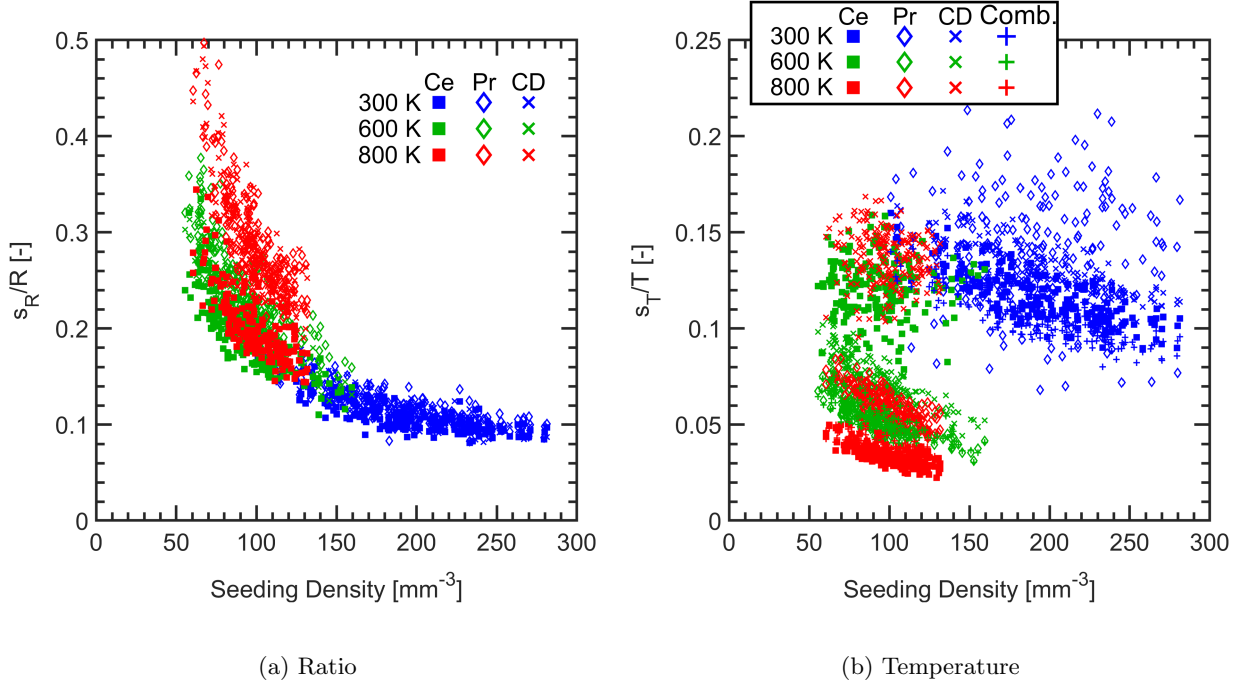 0.5
0.4
0.3
0.2
0.1
0
0 50 100 150 200 250 300
s_R/R [-]
Seeding Density [mm^-3]
Ce Pr CD
300 K
600 K
800 K
(a) Ratio
0.25
0.2
0.15
0.1
0.05
0
0 50 100 150 200 250 300
s_T/T [-]
Seeding Density [mm^-3]
Ce Pr CD Comb.
300 K
600 K
800 K
(b) Temperature